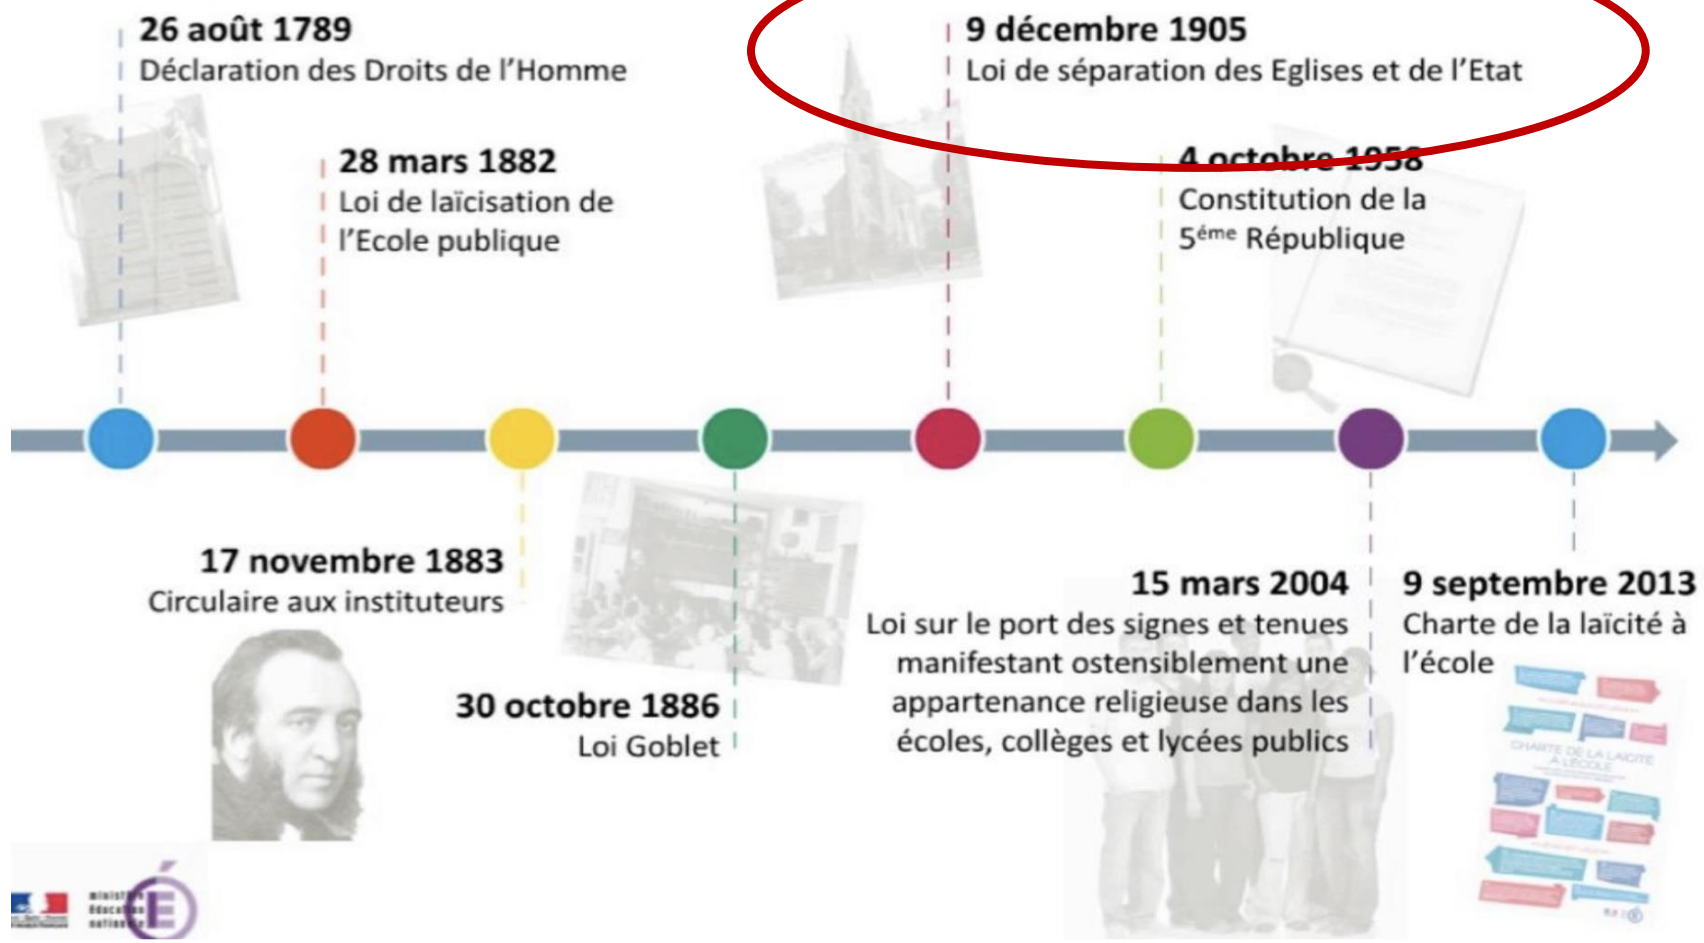 26 août 1789
Déclaration des Droits de l'Homme
9 décembre 1905
Loi de séparation des Eglises et de l'Etat
28 mars 1882
Loi de laïcisation de
l'Ecole publique
4 octobre 1958
Constitution de la
5éme République
17 novembre 1883
Circulaire aux instituteurs
30 octobre 1886
Loi Goblet
15 mars 2004
Loi sur le port des signes et tenues
manifestant ostensiblement une
appartenance religieuse dans les
écoles, collèges et lycées publics
9 septembre 2013
Charte de la laïcité à
l'école
CHARTE DE LA LAÏCITÉ
À L'ÉCOLE